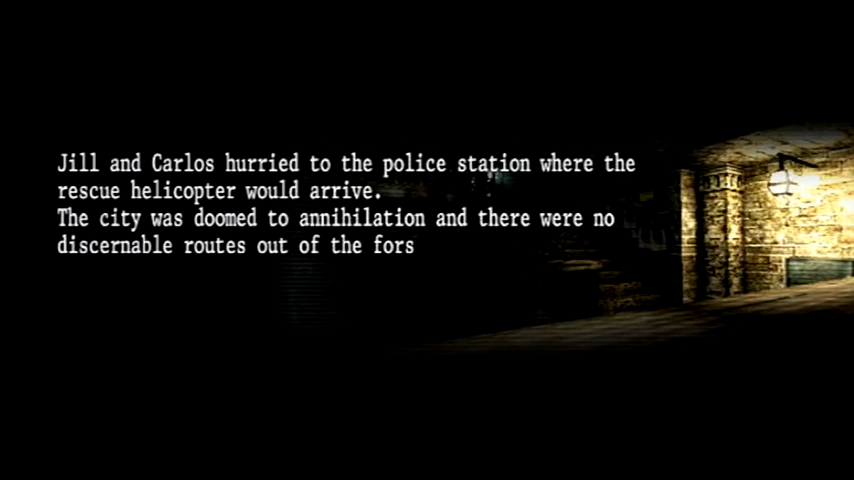 Jill and Carlos hurried to the police station where the
rescue helicopter would arrive.
The city was doomed to annihilation and there were no
discernable routes out of the fors